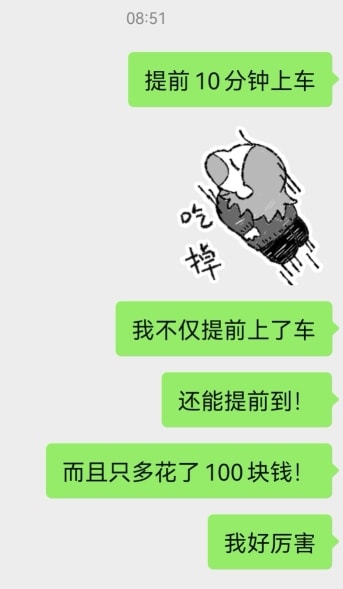 08:51
提前10分钟上车
吃
掉
我不仅提前上了车
还能提前到！
而且只多花了100块钱！
我好厉害